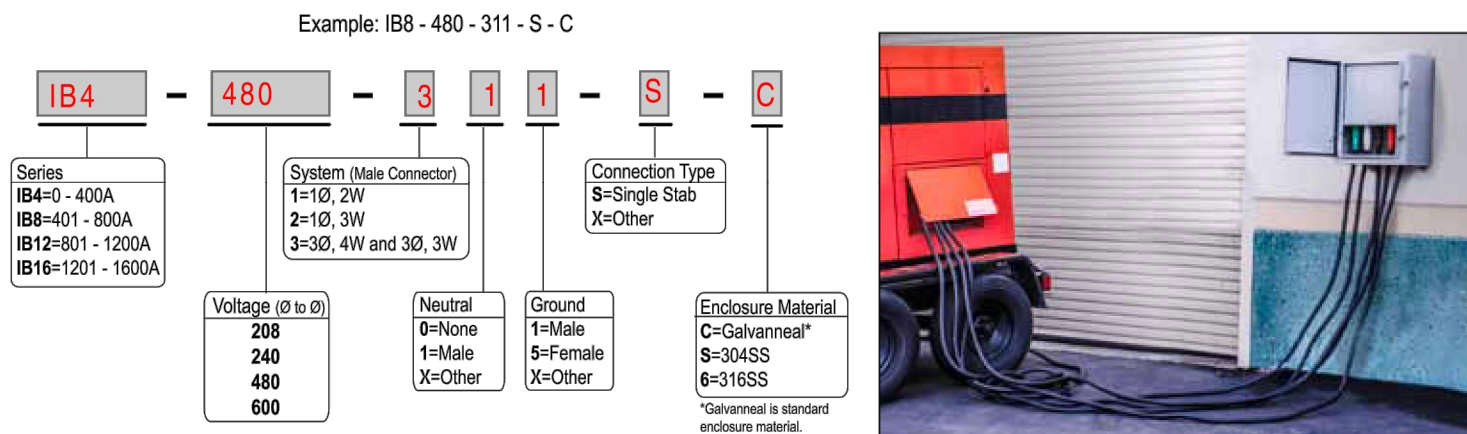 Example: IB8 - 480 - 311 - S - C
IB4 - 480 - 3 1 1 - S - C
Series
IB4=0 - 400A
IB8=401 - 800A
IB12=801 - 1200A
IB16=1201 - 1600A
System (Male Connector)
1=1Ø, 2W
2=1Ø, 3W
3=3Ø, 4W and 3Ø, 3W
Connection Type
S=Single Stab
X=Other
Voltage (Ø to Ø)
208
240
480
600
Neutral
0=None
1=Male
X=Other
Ground
1=Male
5=Female
X=Other
Enclosure Material
C=Galvanneal*
S=304SS
6=316SS
*Galvanneal is standard
enclosure material.